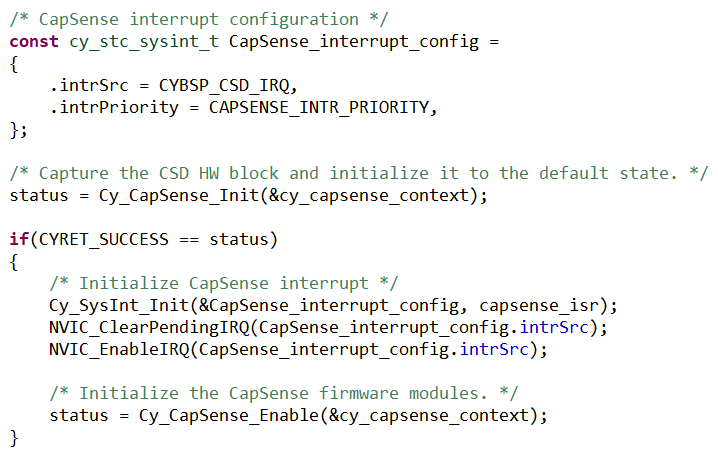 /* CapSense interrupt configuration */
const cy_stc_sysint_t CapSense_interrupt_config =
{
    .intrSrc = CYBSP_CSD_IRQ,
    .intrPriority = CAPSENSE_INTR_PRIORITY,
};

/* Capture the CSD HW block and initialize it to the default state. */
status = Cy_CapSense_Init(&cy_capsense_context);

if(CYRET_SUCCESS == status)
{
    /* Initialize CapSense interrupt */
    Cy_SysInt_Init(&CapSense_interrupt_config, capsense_isr);
    NVIC_ClearPendingIRQ(CapSense_interrupt_config.intrSrc);
    NVIC_EnableIRQ(CapSense_interrupt_config.intrSrc);

    /* Initialize the CapSense firmware modules. */
    status = Cy_CapSense_Enable(&cy_capsense_context);
}